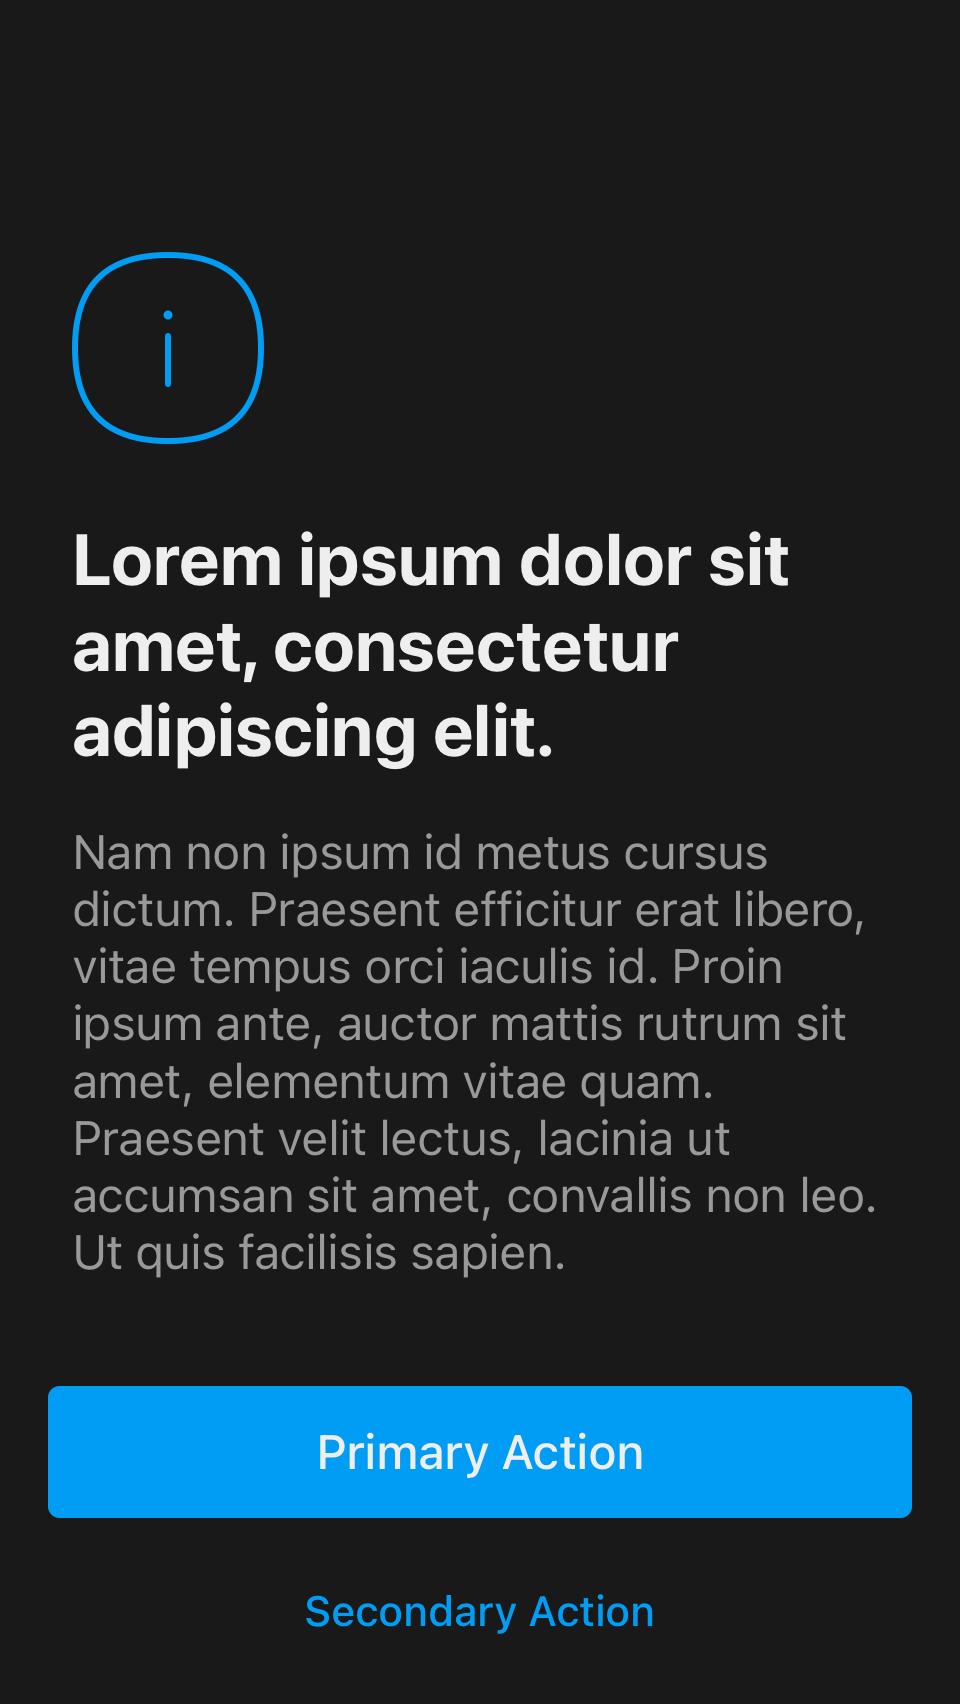 Lorem ipsum dolor sit
amet, consectetur
adipiscing elit.
Nam non ipsum id metus cursus
dictum. Praesent efficitur erat libero,
vitae tempus orci iaculis id. Proin
ipsum ante, auctor mattis rutrum sit
amet, elementum vitae quam.
Praesent velit lectus, lacinia ut
accumsan sit amet, convallis non leo.
Ut quis facilisis sapien.
Primary Action
Secondary Action